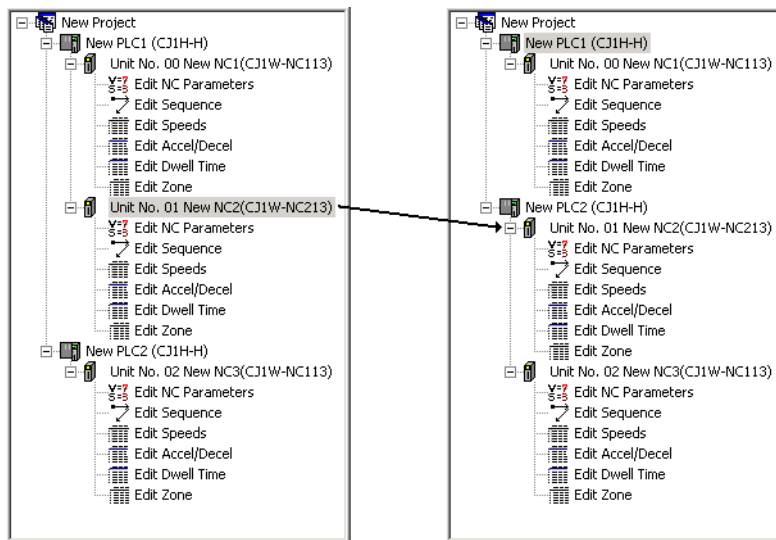 New Project
New PLC1 (CJ1H-H)
Unit No. 00 New NC1(CJ1W-NC113)
Edit NC Parameters
Edit Sequence
Edit Speeds
Edit Accel/Decel
Edit Dwell Time
Edit Zone
Unit No. 01 New NC2(CJ1W-NC213)
Edit NC Parameters
Edit Sequence
Edit Speeds
Edit Accel/Decel
Edit Dwell Time
Edit Zone
New PLC2 (CJ1H-H)
Unit No. 02 New NC3(CJ1W-NC113)
Edit NC Parameters
Edit Sequence
Edit Speeds
Edit Accel/Decel
Edit Dwell Time
Edit Zone
New Project
New PLC1 (CJ1H-H)
Unit No. 00 New NC1(CJ1W-NC113)
Edit NC Parameters
Edit Sequence
Edit Speeds
Edit Accel/Decel
Edit Dwell Time
Edit Zone
New PLC2 (CJ1H-H)
Unit No. 01 New NC2(CJ1W-NC213)
Edit NC Parameters
Edit Sequence
Edit Speeds
Edit Accel/Decel
Edit Dwell Time
Edit Zone
Unit No. 02 New NC3(CJ1W-NC113)
Edit NC Parameters
Edit Sequence
Edit Speeds
Edit Accel/Decel
Edit Dwell Time
Edit Zone